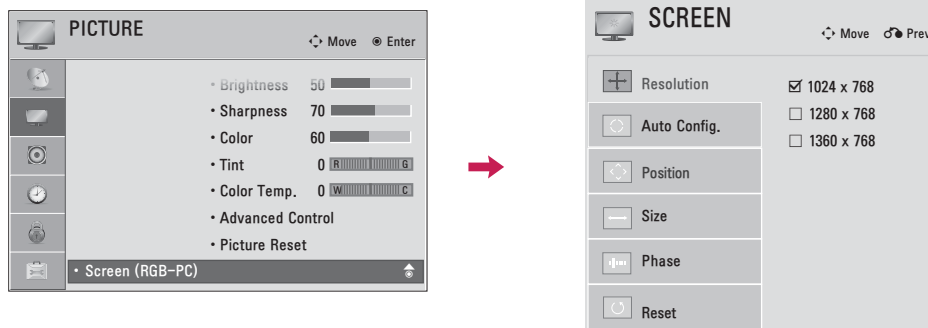 PICTURE
Move Enter
• Brightness 50
• Sharpness 70
• Color 60
• Tint 0 R G
• Color Temp. 0 W C
• Advanced Control
• Picture Reset
• Screen (RGB-PC)
SCREEN
Move Prev
Resolution
Auto Config.
Position
Size
Phase
Reset
☑ 1024 x 768
☐ 1280 x 768
☐ 1360 x 768